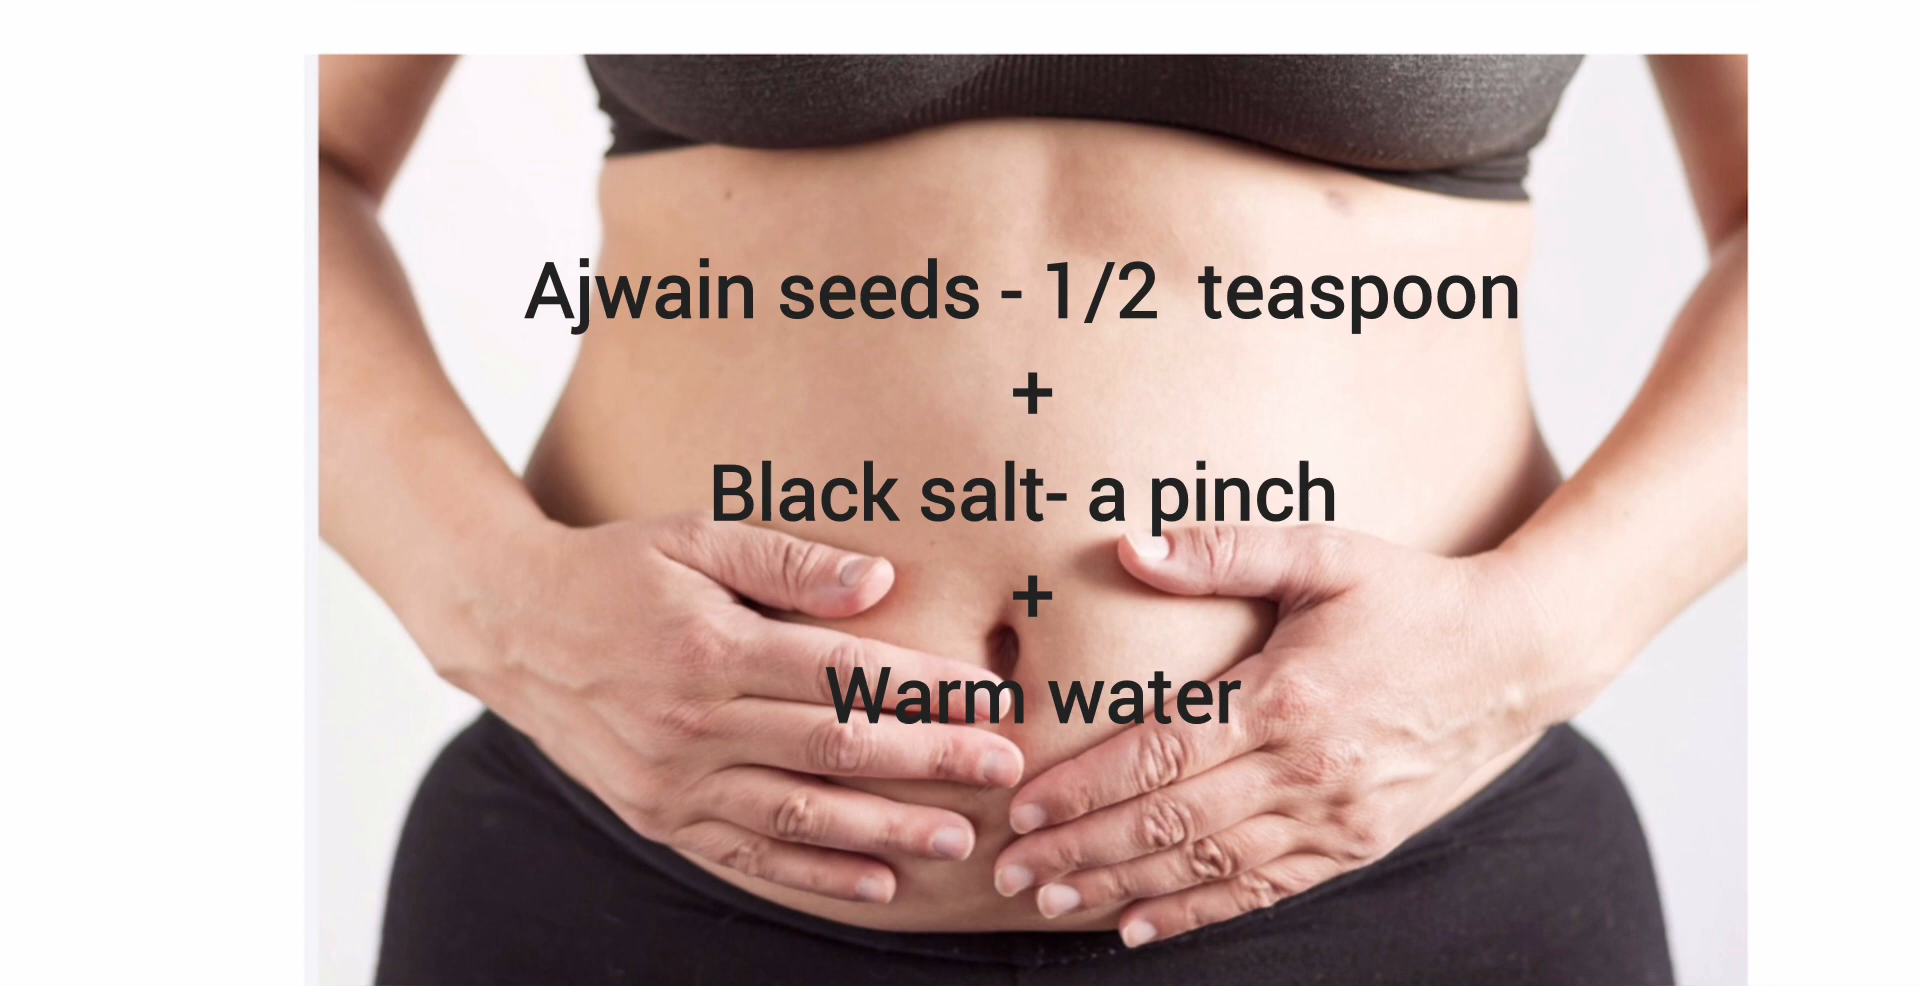 Ajwain seeds - 1/2 teaspoon
+
Black salt- a pinch
+
Warm water